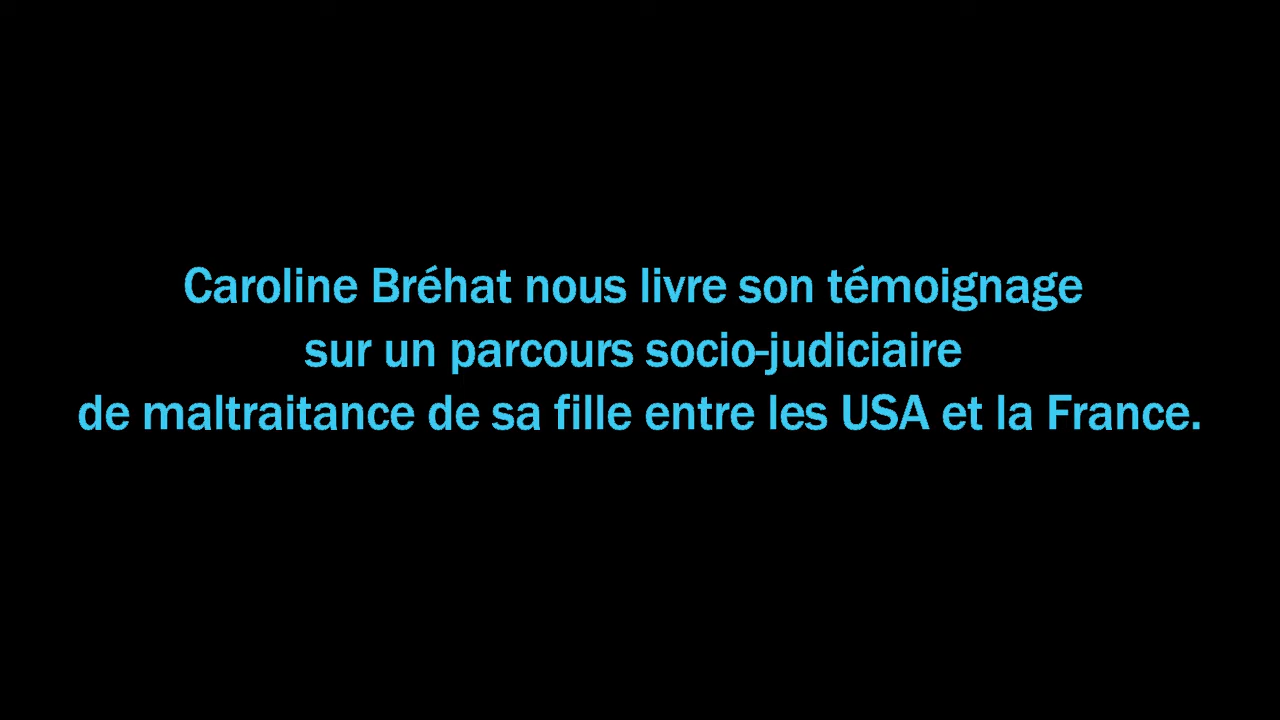 Caroline Bréhat nous livre son témoignage
sur un parcours socio-judiciaire
de maltraitance de sa fille entre les USA et la France.